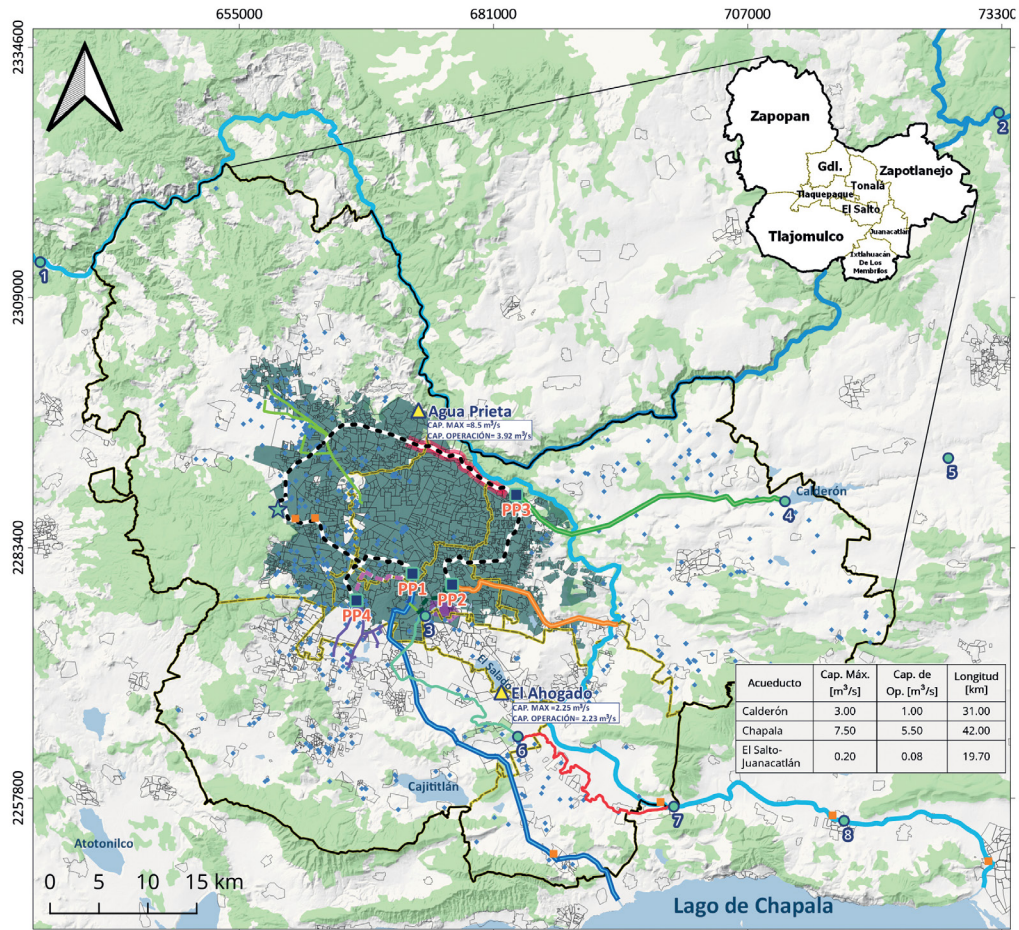 655000
681000
707000
73300
2334600
2309000
2283400
2257800
Zapopan
Gdl.
Zapotlanejo
Tonalá
Tlaquepaque
El Salto
Tlajomulco
Juanacatlán
Ixtlahuacán
De Los
Membrilos
1
2
Agua Prieta
CAP. MAX =8.5 m³/s
CAP. OPERACIÓN= 3.92 m³/s
5
Calderón
4
PP3
PP1
PP2
PP4
3
El Salado
El Ahogado
CAP. MAX =2.25 m³/s
CAP. OPERACIÓN= 2.23 m³/s
Acueducto Cap. Máx. [m³/s] Cap. de Op. [m³/s] Longitud [km]
Calderón 3.00 1.00 31.00
Chapala 7.50 5.50 42.00
El Salto-Juanacatlán 0.20 0.08 19.70
6
Cajititlán
7
8
Atotonilco
0 5 10 15 km
Lago de Chapala